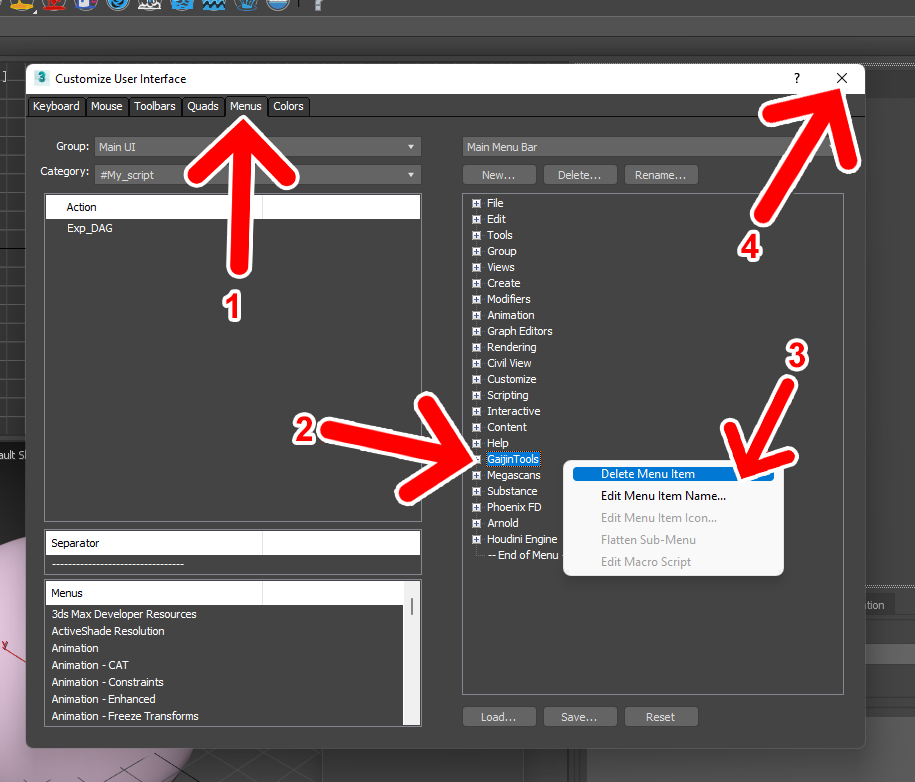 Customize User Interface
?
Keyboard Mouse Toolbars Quads Menus Colors
Group: Main UI
Category: #My_script
Action
Exp_DAG
1
Separator
----------------------------------
Menus
3ds Max Developer Resources
ActiveShade Resolution
Animation
Animation - CAT
Animation - Constraints
Animation - Enhanced
Animation - Freeze Transforms
Main Menu Bar
New... Delete... Rename...
File
Edit
Tools
Group
Views
Create
Modifiers
Animation
Graph Editors
Rendering
Civil View
Customize
Scripting
Interactive
Content
Help
GaijinTools
Megascans
Substance
Phoenix FD
Arnold
Houdini Engine
-- End of Menu -
2
3
4
Delete Menu Item
Edit Menu Item Name...
Edit Menu Item Icon...
Flatten Sub-Menu
Edit Macro Script
Load... Save... Reset
y